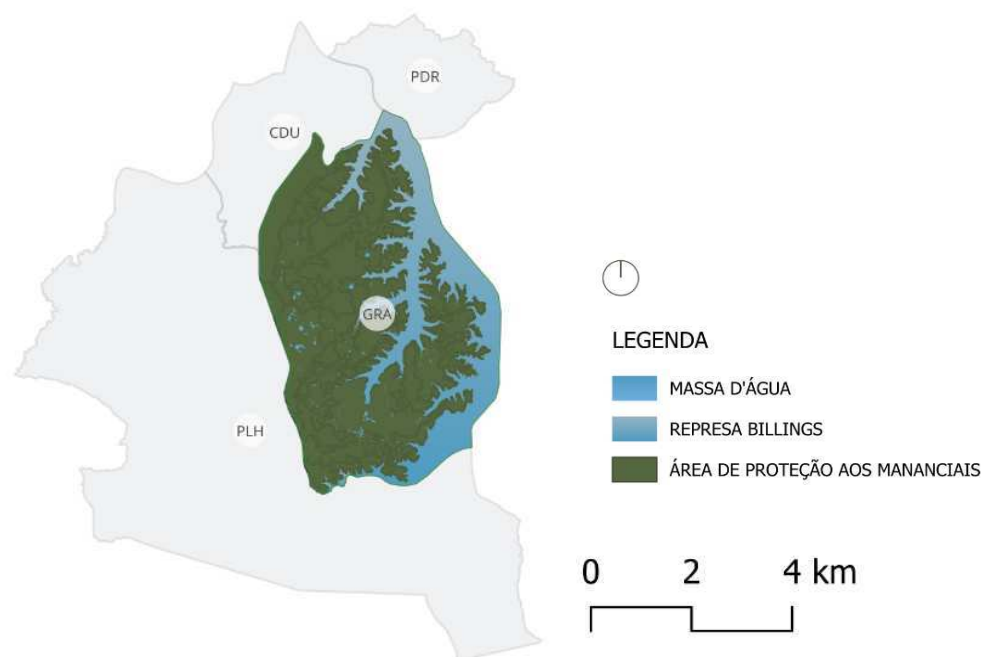 PDR
CDU
GRA
PLH
LEGENDA
MASSA D'ÁGUA
REPRESA BILLINGS
ÁREA DE PROTEÇÃO AOS MANANCIAIS
0 2 4 km